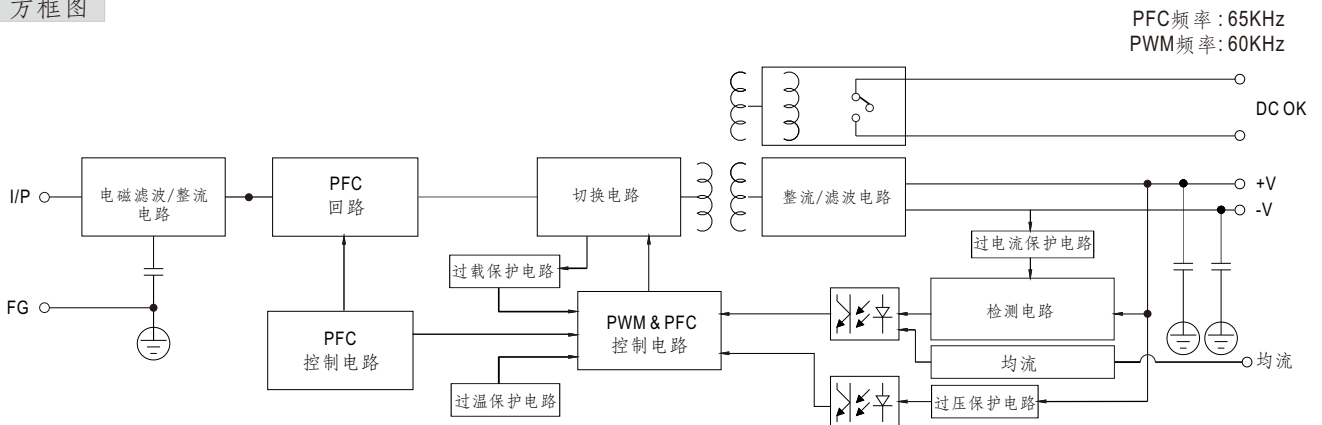 方框图
PFC频率 : 65KHz
PWM频率: 60KHz
DC OK
I/P
电磁滤波/整流
电路
PFC
回路
切换电路
整流/滤波电路
+V
-V
过电流保护电路
过载保护电路
FG
PFC
控制电路
PWM & PFC
控制电路
检测电路
均流
均流
过温保护电路
过压保护电路